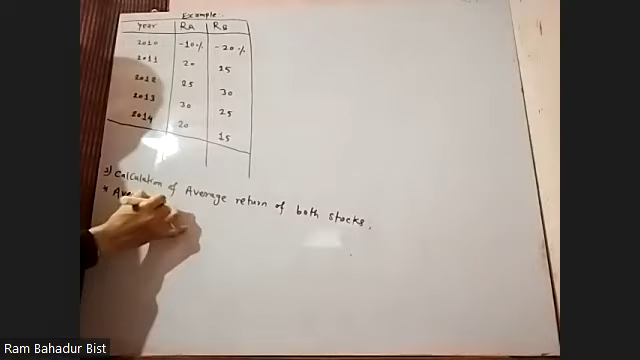 Example
Year RA RB
2010 -10% -20%
2011 20 25
2012 25 30
2013 30 25
2014 20 15
⇒) Calculation of Average return of both stocks,
Ram Bahadur Bist